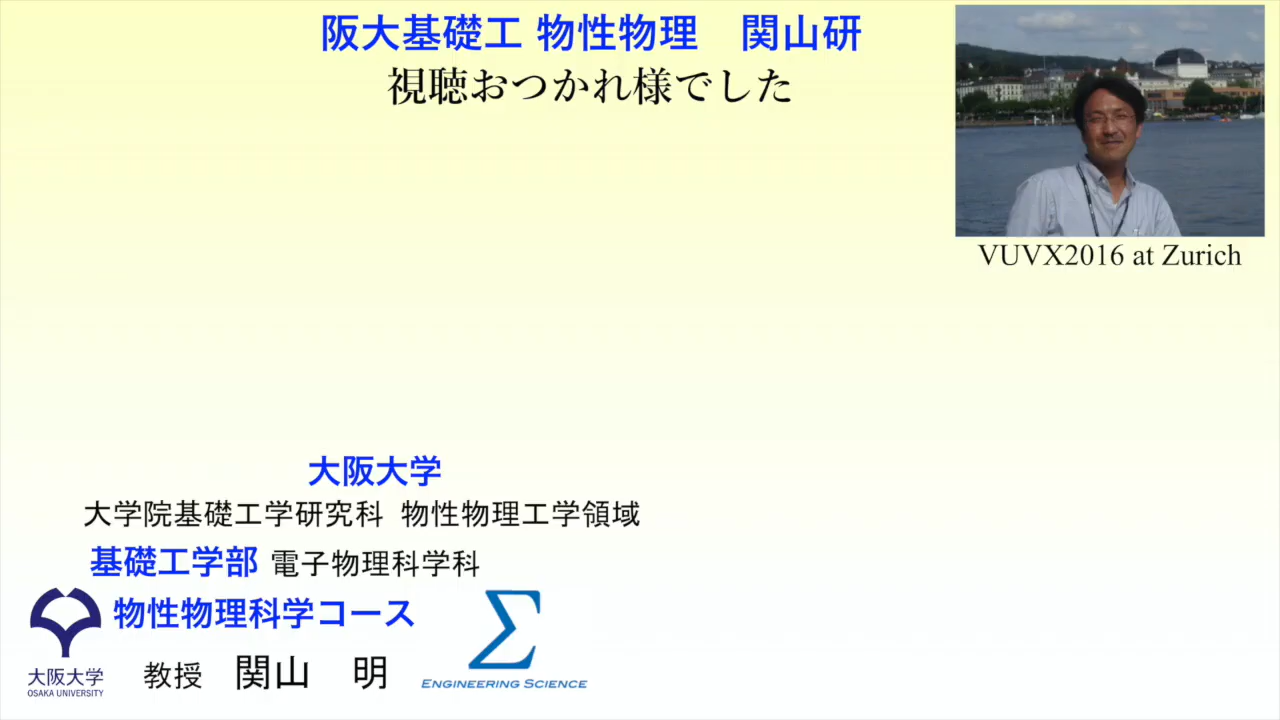 阪大基礎工 物性物理　関山研
視聴おつかれ様でした
VUVX2016 at Zurich
大阪大学
大学院基礎工学研究科 物性物理工学領域
基礎工学部 電子物理科学科
物性物理科学コース
大阪大学
OSAKA UNIVERSITY
教授　関山　明
Σ
ENGINEERING SCIENCE